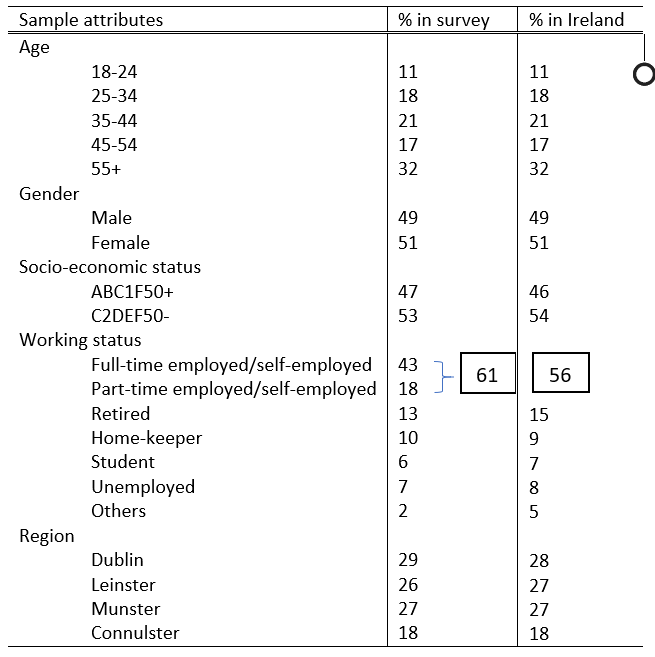 Sample attributes % in survey % in Ireland
Age
18-24 11 11
25-34 18 18
35-44 21 21
45-54 17 17
55+ 32 32
Gender
Male 49 49
Female 51 51
Socio-economic status
ABC1F50+ 47 46
C2DEF50- 53 54
Working status
Full-time employed/self-employed 43
61 56
Part-time employed/self-employed 18
Retired 13 15
Home-keeper 10 9
Student 6 7
Unemployed 7 8
Others 2 5
Region
Dublin 29 28
Leinster 26 27
Munster 27 27
Connulster 18 18